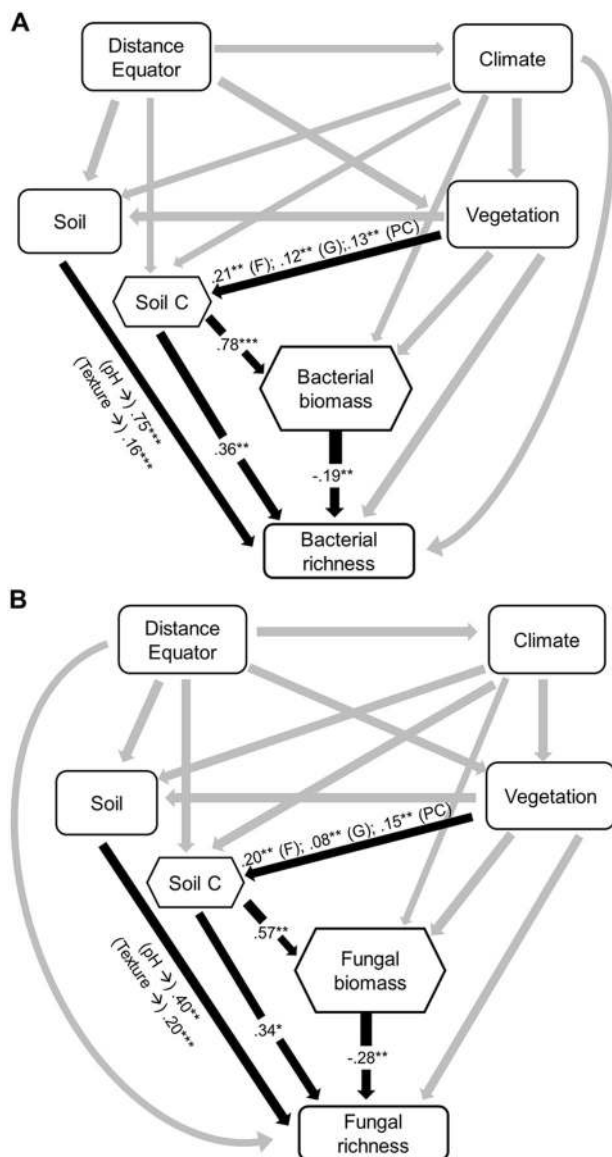 A
Distance
Equator
Climate
Soil
Vegetation
.21** (F); .12** (G);.13** (PC)
Soil C
.78***
Bacterial
biomass
(pH →) .75***
(Texture →) .16***
.36**
-.19**
Bacterial
richness
B
Distance
Equator
Climate
Soil
Vegetation
.20** (F); .08** (G); .15** (PC)
Soil C
.57**
Fungal
biomass
(pH →) .40**
(Texture →) .20***
.34*
-.28**
Fungal
richness